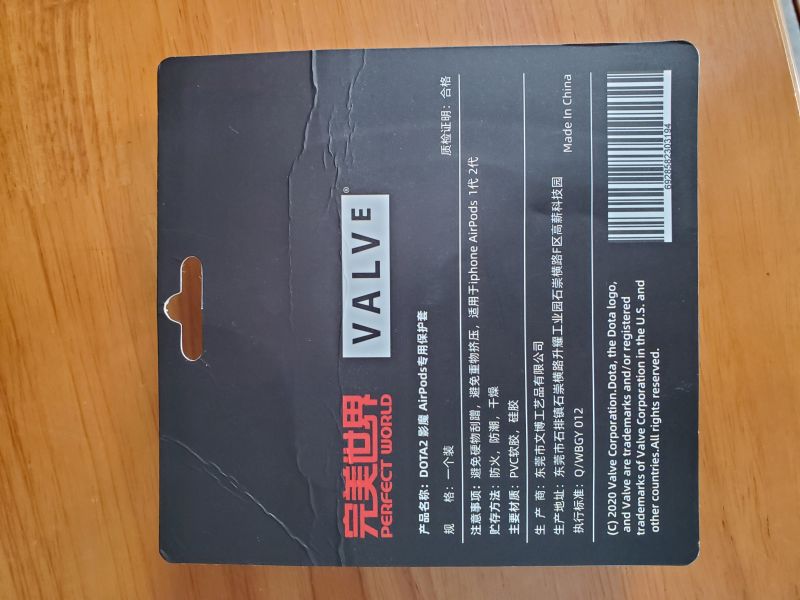 完美世界
PERFECT WORLD
VALVE®
产品名称：DOTA2 影魔 AirPods专用保护套
规 格：一个装
质检证明：合格
注意事项：避免硬物刮蹭，避免重物挤压，适用于iphone AirPods 1代 2代
贮存方法：防火，防潮，干燥
主要材质：PVC软胶，硅胶
生 产 商：东莞市文博工艺品有限公司
生产地址：东莞市石排镇石崇横路升耀工业园石崇横路F区高薪科技园
执行标准：Q/WBGY 012
Made In China
(C) 2020 Valve Corporation.Dota, the Dota logo,
and Valve are trademarks and/or registered
trademarks of Valve Corporation in the U.S. and
other countries.All rights reserved.
6928582303194